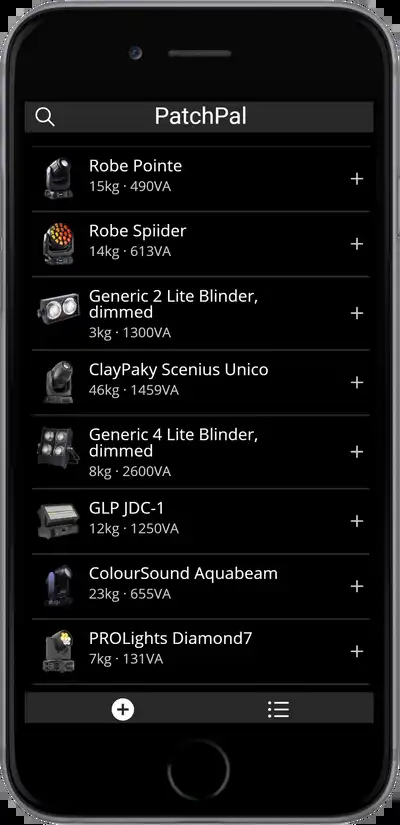 PatchPal
Robe Pointe
15kg · 490VA
Robe Spiider
14kg · 613VA
Generic 2 Lite Blinder,
dimmed
3kg · 1300VA
ClayPaky Scenius Unico
46kg · 1459VA
Generic 4 Lite Blinder,
dimmed
8kg · 2600VA
GLP JDC-1
12kg · 1250VA
ColourSound Aquabeam
23kg · 655VA
PROLights Diamond7
7kg · 131VA